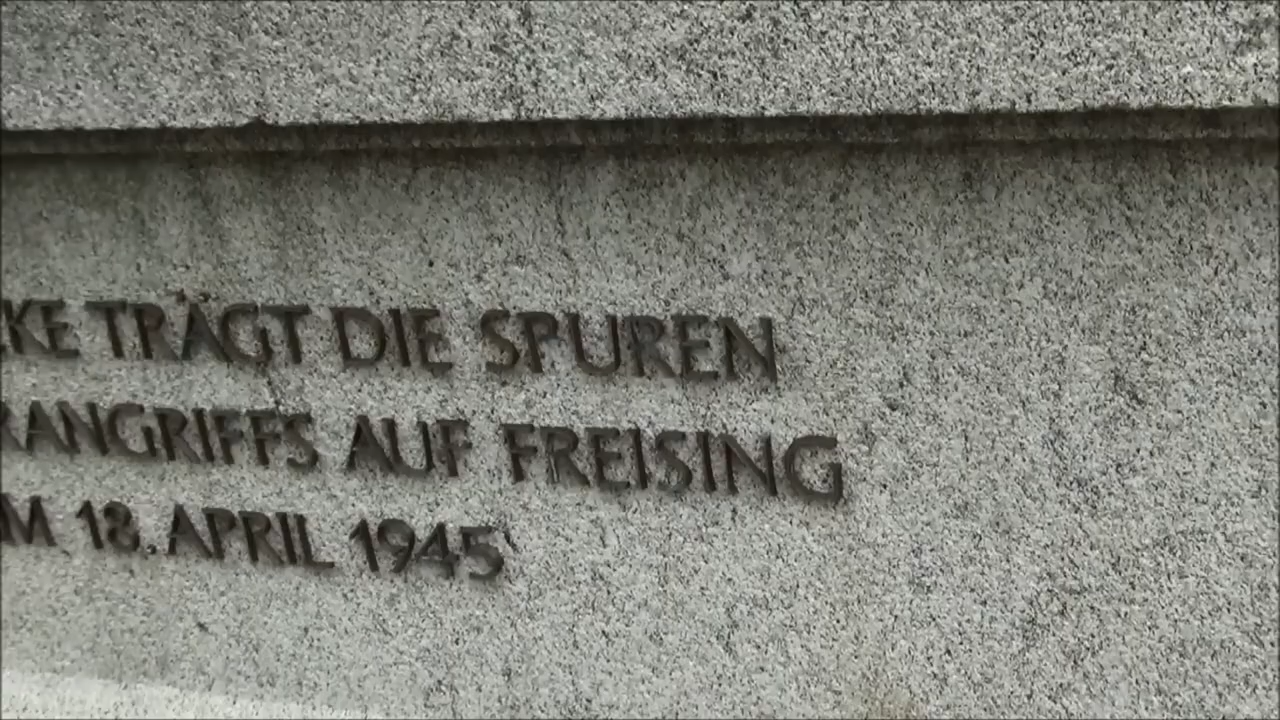 KE TRÄGT DIE SPUREN
RANGRIFFS AUF FREISING
M 18. APRIL 1945